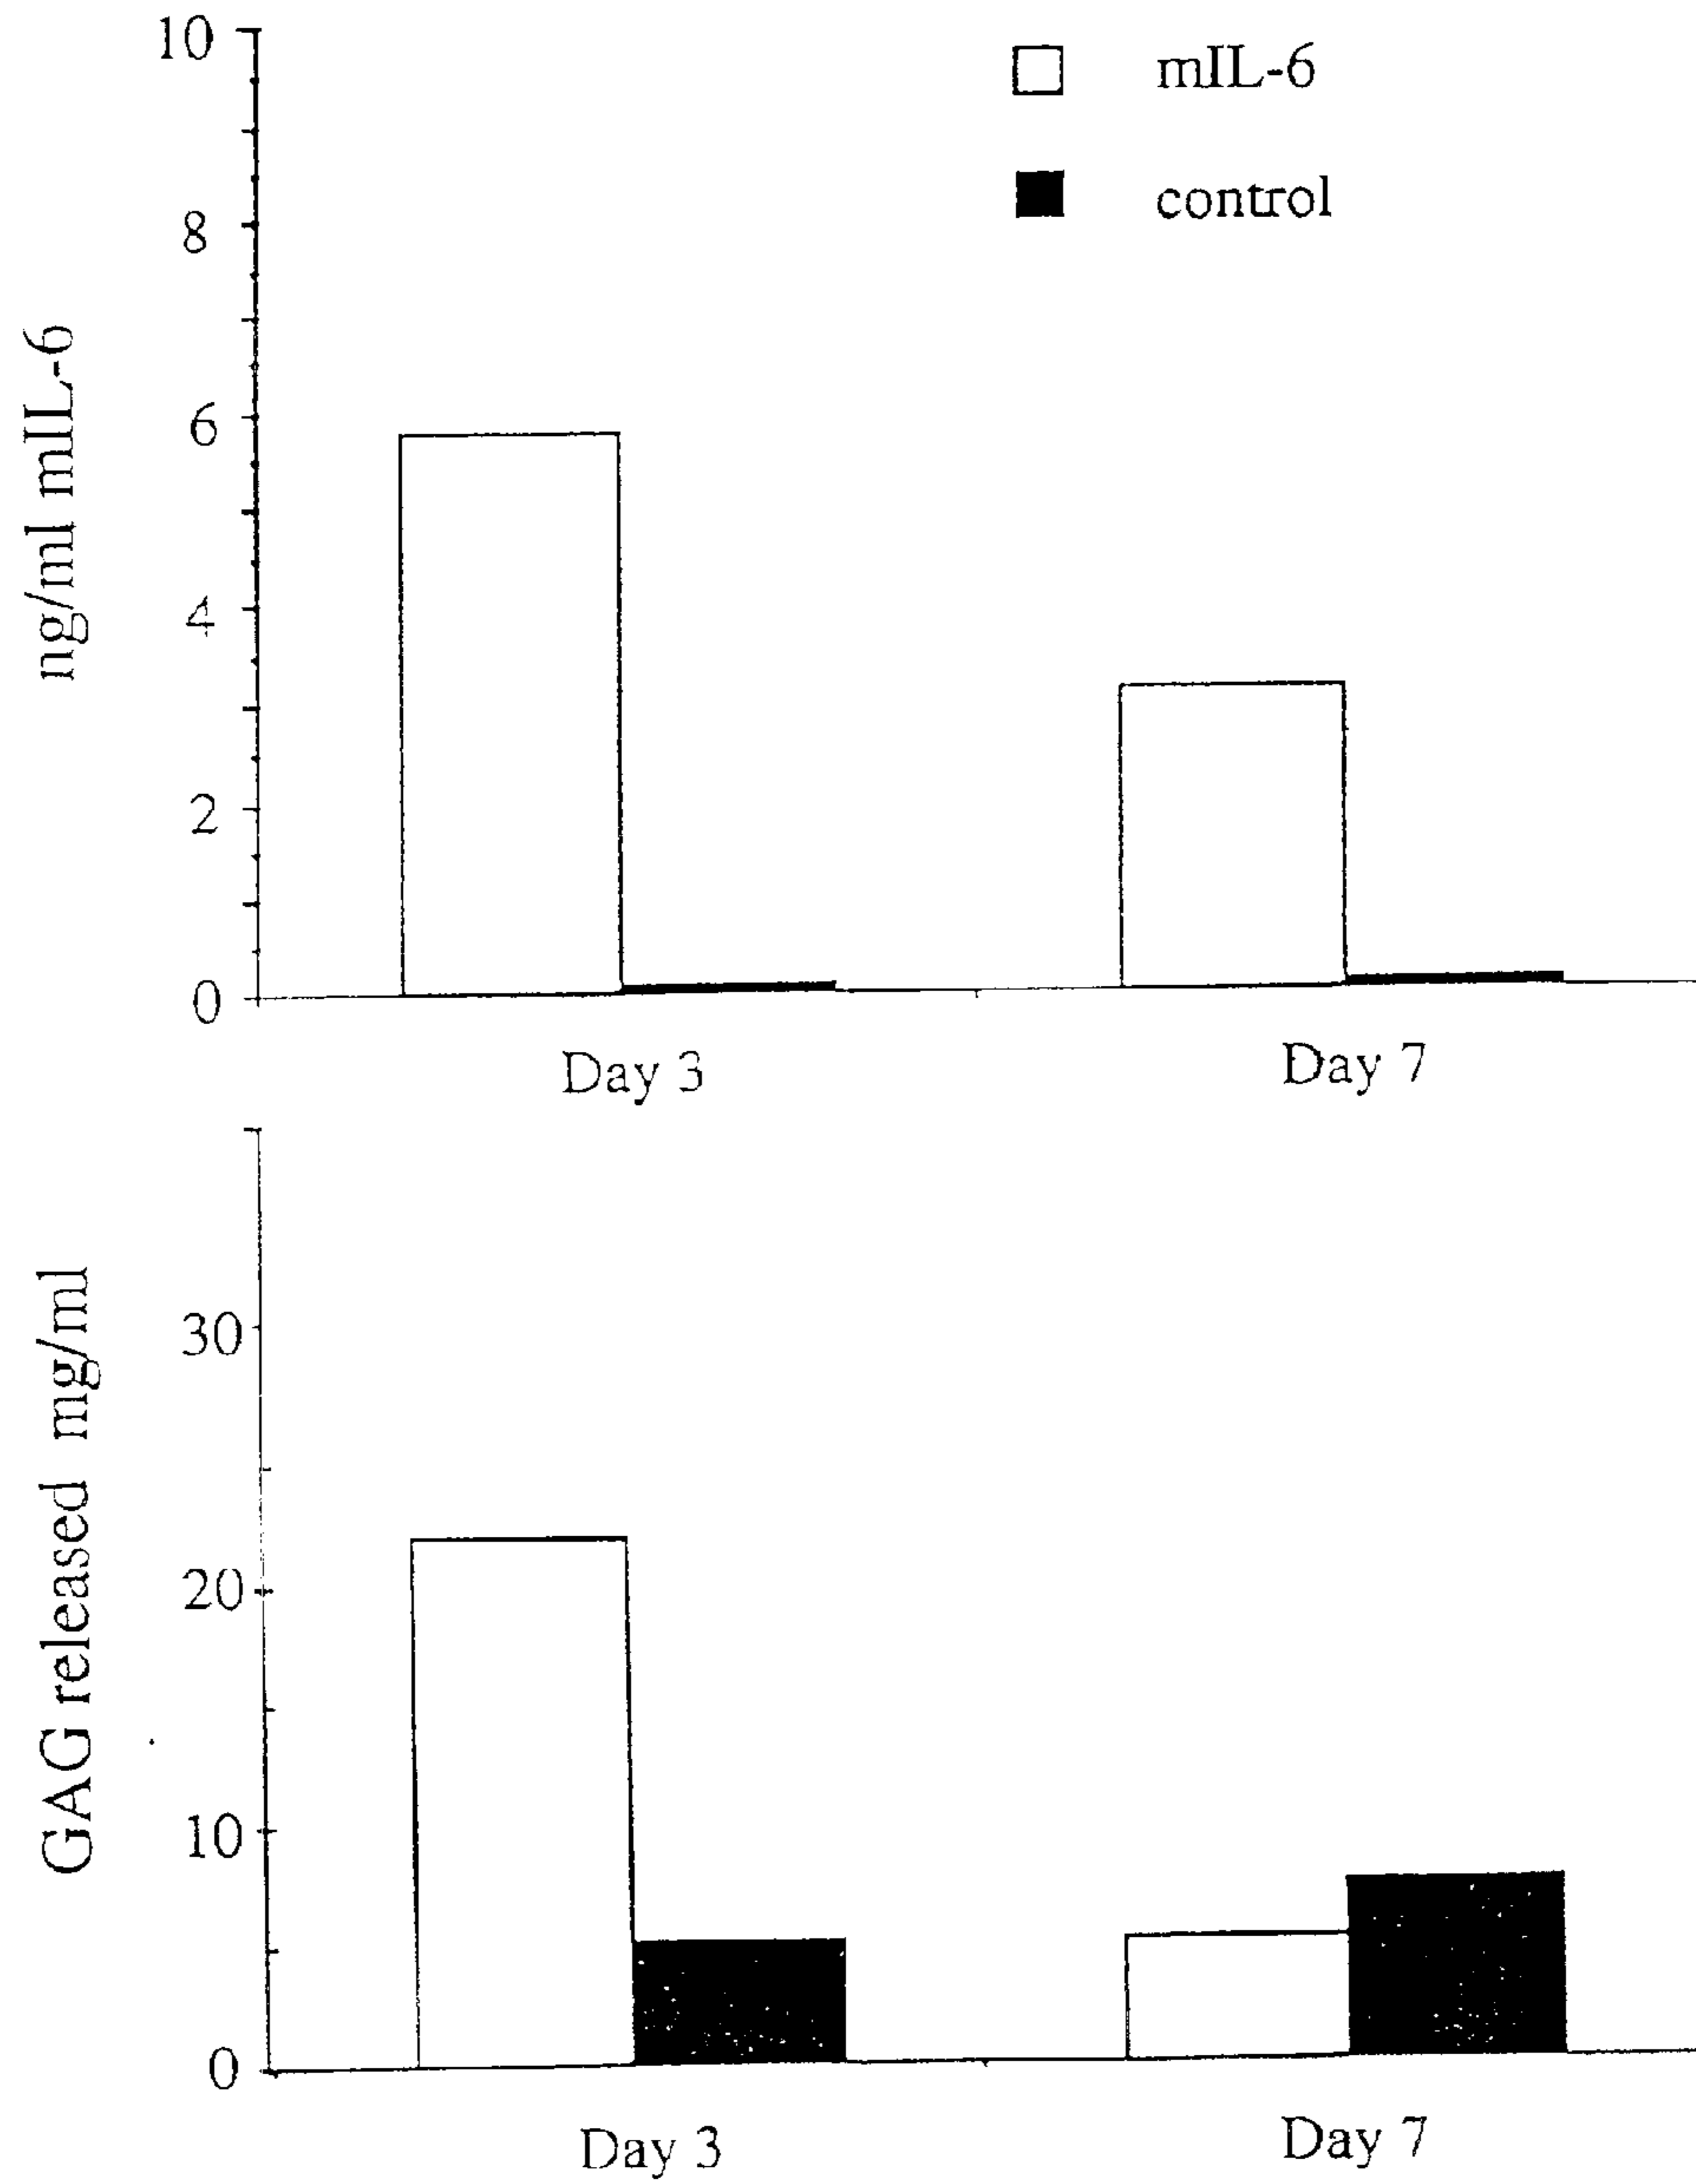 10
mIL-6
control
8
6
4
2
0
ng/ml mIL-6
Day 3
Day 7
30
20
10
0
GAG released mg/ml
Day 3
Day 7